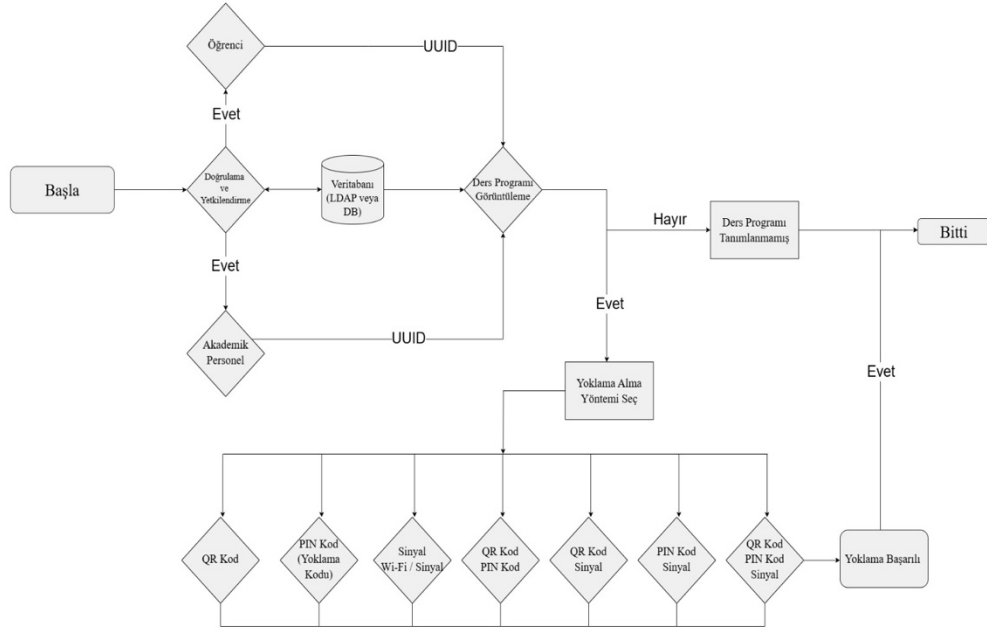 Öğrenci
UUID
Evet
Başla
Doğrulama
ve
Yetkilendirme
Veritabanı
(LDAP veya
DB)
Ders Programı
Görüntüleme
Hayır
Ders Programı
Tanımlanmamış
Bitti
Evet
Evet
Akademik
Personel
UUID
Yoklama Alma
Yöntemi Seç
Evet
QR Kod
PIN Kod
(Yoklama
Kodu)
Sinyal
Wi-Fi / Sinyal
QR Kod
PIN Kod
QR Kod
Sinyal
PIN Kod
Sinyal
QR Kod
PIN Kod
Sinyal
Yoklama Başarılı